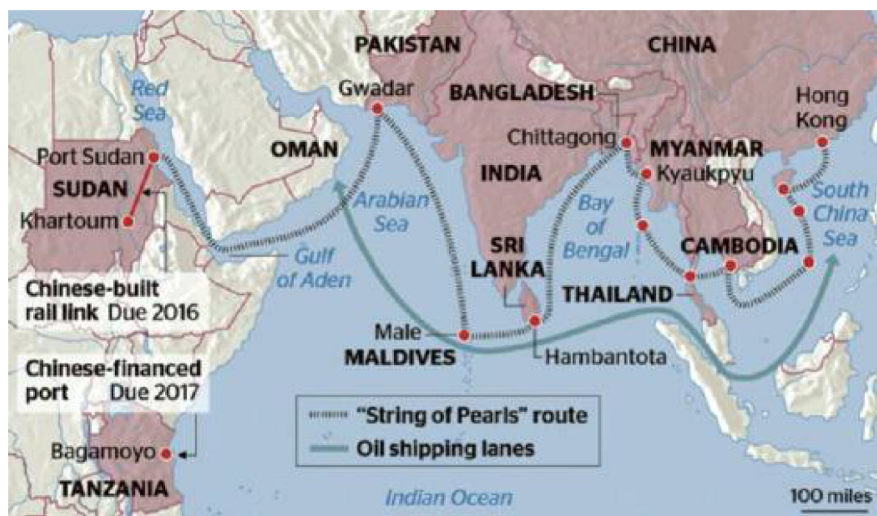 PAKISTAN
CHINA
Gwadar
BANGLADESH
Hong
Kong
Red
Sea
Chittagong
MYANMAR
Port Sudan
OMAN
Kyaukpyu
SUDAN
INDIA
Arabian
Sea
South
China
Sea
Khartoum
Bay
of
Bengal
SRI
LANKA
CAMBODIA
Gulf
of Aden
Chinese-built
rail link Due 2016
THAILAND
Male
MALDIVES
Hambantota
Chinese-financed
port Due 2017
"String of Pearls" route
Oil shipping lanes
Bagamoyo
TANZANIA
Indian Ocean
100 miles